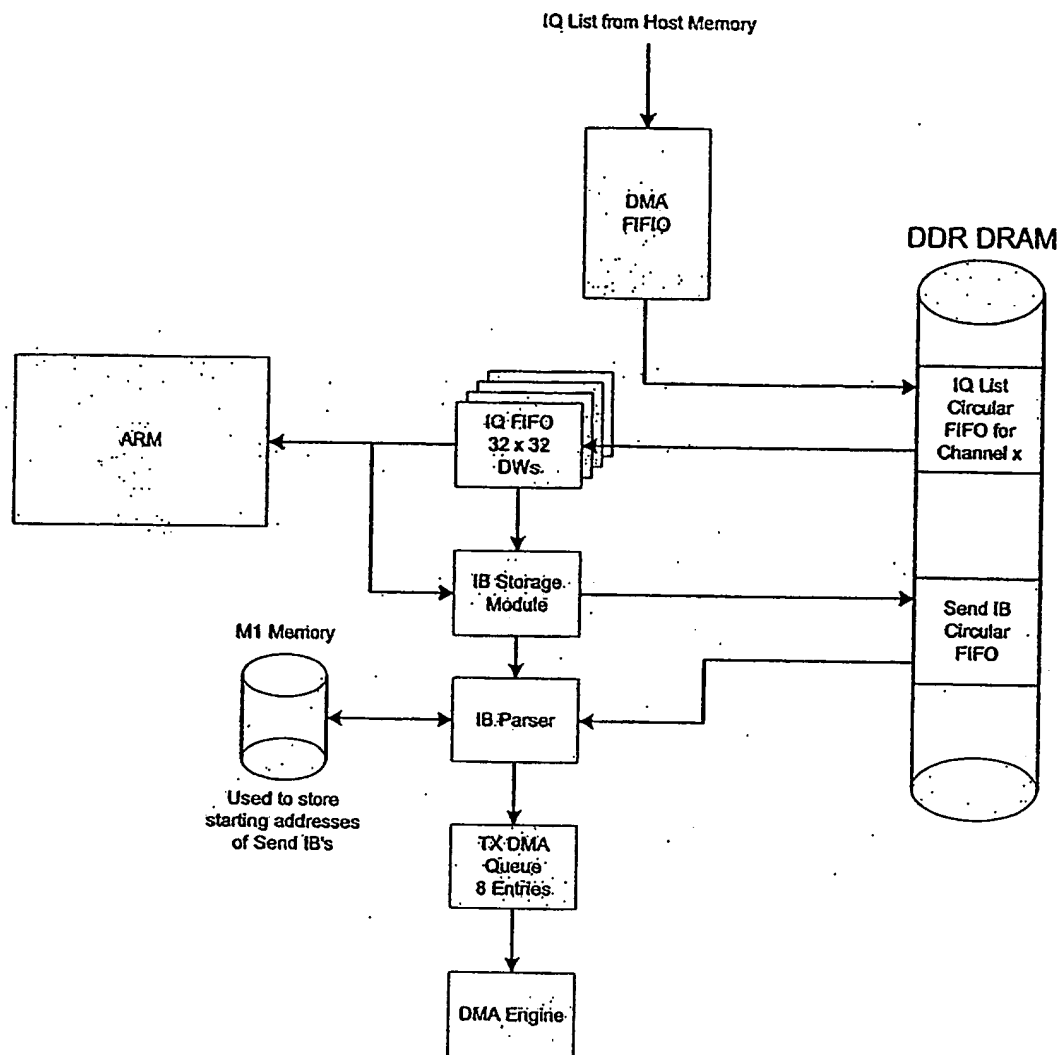 IQ List from Host Memory
DMA
FIFIO
DDR DRAM
IQ List
Circular
FIFO for
Channel x
ARM
IQ FIFO
32 x 32
DWs.
IB Storage
Module
Send IB
Circular
FIFO
M1 Memory
IB Parser
Used to store
starting addresses
of Send IB's
TX DMA
Queue
8 Entries
DMA Engine